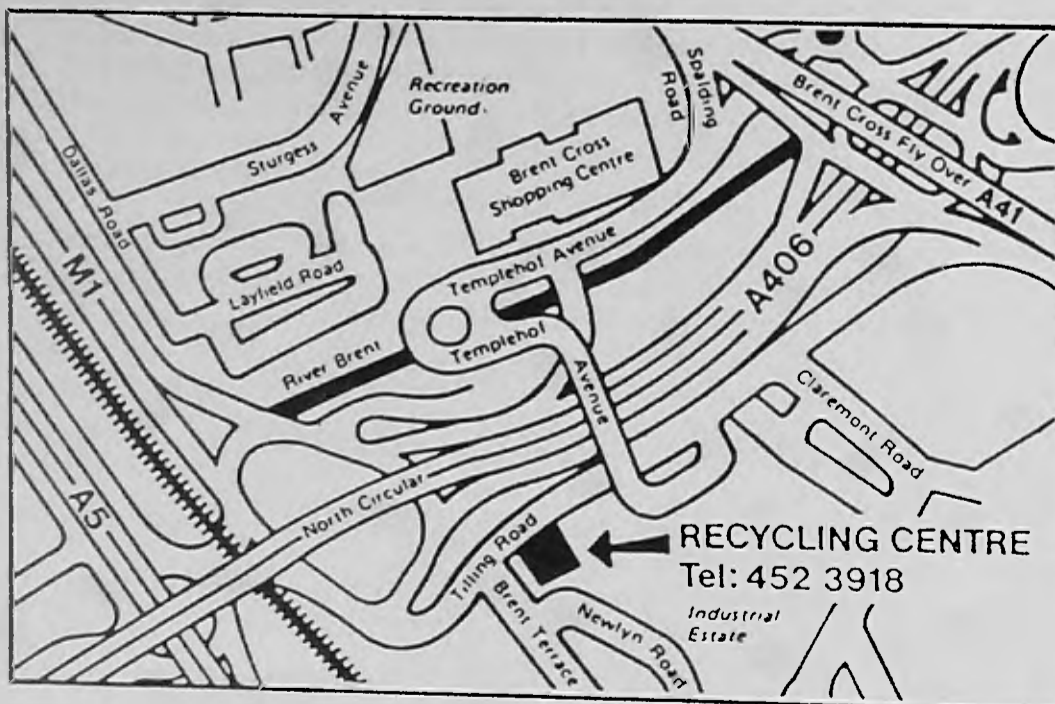 Recreation
Ground
Spalding
Road
Brent Cross Fly Over A41
Sturgess
Avenue
Dallas Road
Brent Cross
Shopping Centre
M1
Layfield Road
Templehof Avenue
A406
River Brent
Templehof
Avenue
Claremont Road
A5
North Circular
Tilling Road
RECYCLING CENTRE
Tel: 452 3918
Brent Terrace
Newlyn Road
Industrial
Estate